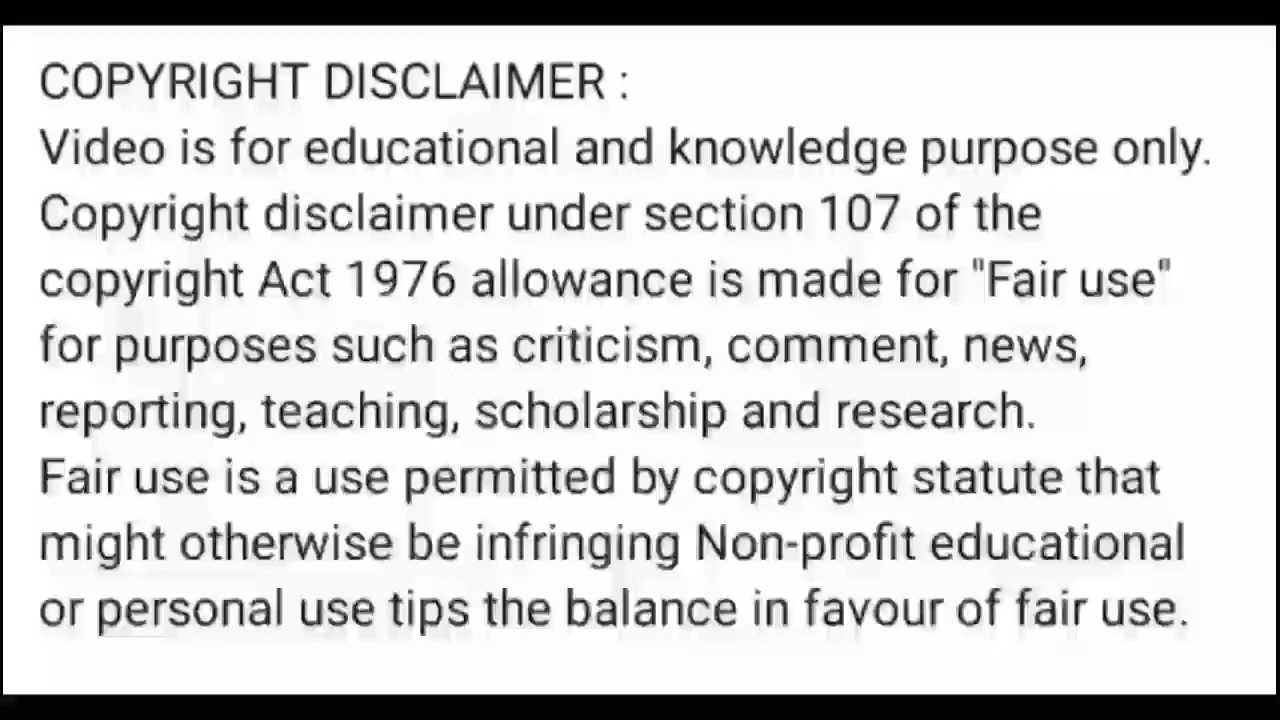 COPYRIGHT DISCLAIMER :
Video is for educational and knowledge purpose only.
Copyright disclaimer under section 107 of the
copyright Act 1976 allowance is made for "Fair use"
for purposes such as criticism, comment, news,
reporting, teaching, scholarship and research.
Fair use is a use permitted by copyright statute that
might otherwise be infringing Non-profit educational
or personal use tips the balance in favour of fair use.